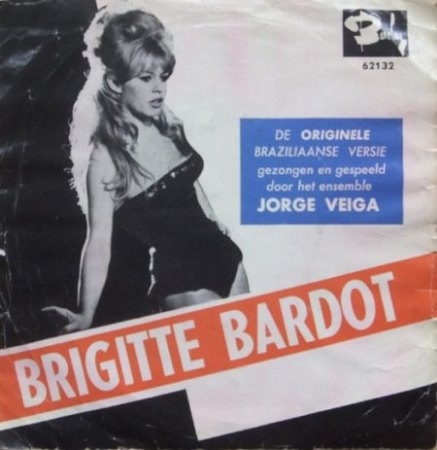 62132
DE ORIGINELE
BRAZILIAANSE VERSIE
gezongen en gespeeld
door het ensemble
JORGE VEIGA
BRIGITTE BARDOT